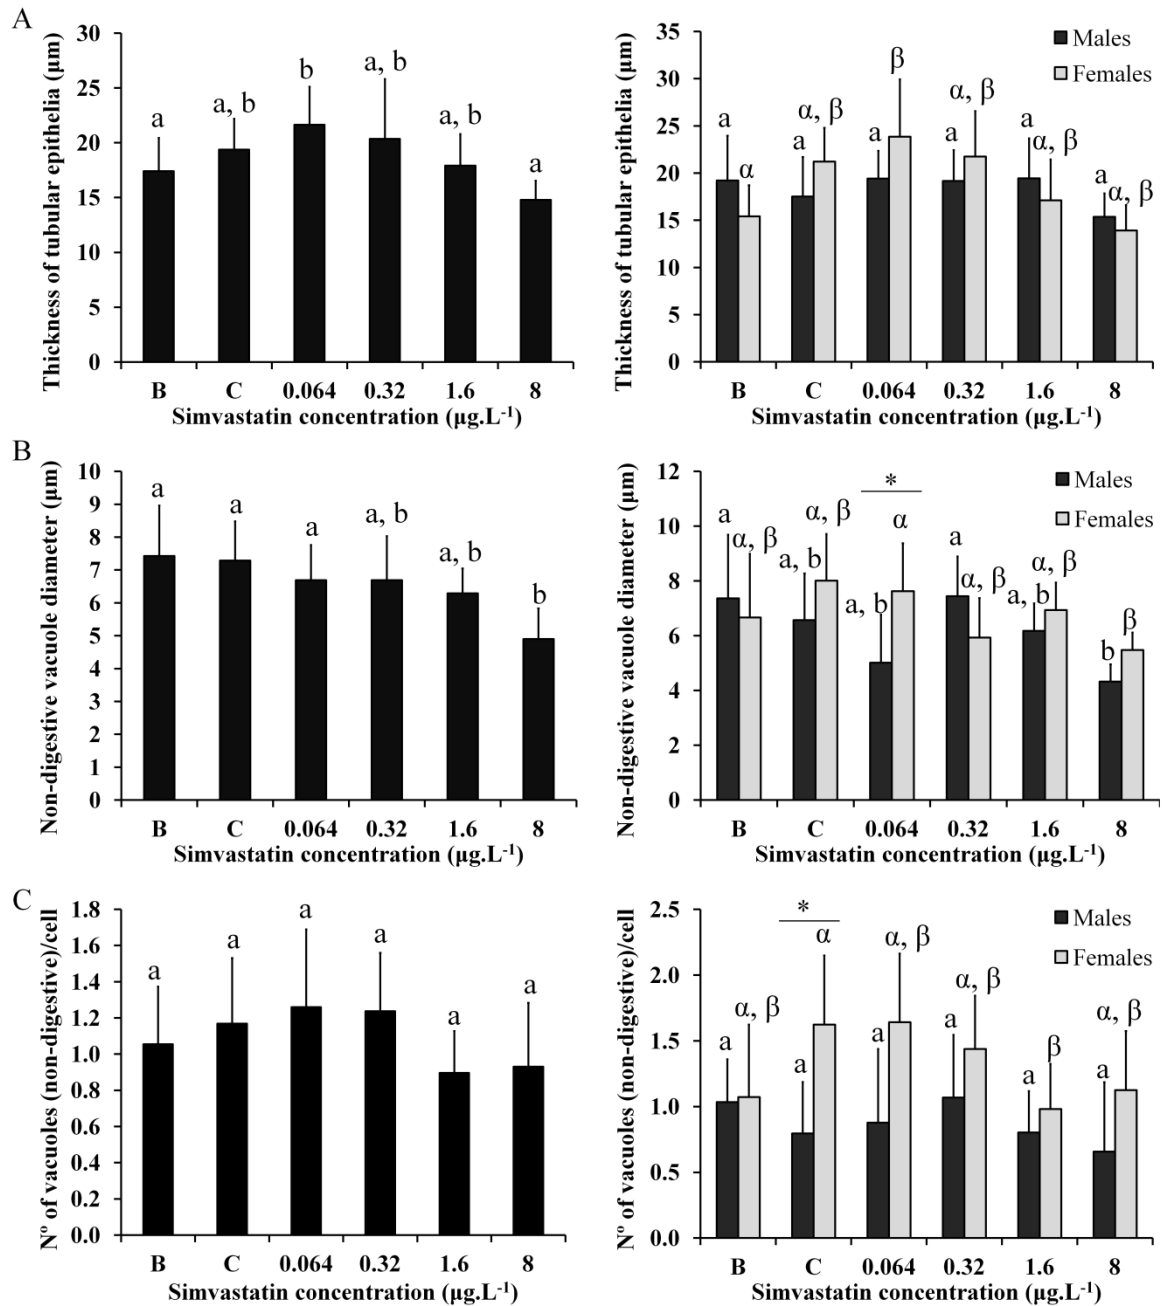 A
Thickness of tubular epithelia (µm)
30
25
20
15
10
5
0
a
a, b
b
a, b
a, b
a
B C 0.064 0.32 1.6 8
Simvastatin concentration (µg.L-1)
Thickness of tubular epithelia (µm)
35
30
25
20
15
10
5
0
Males
Females
a
α
a
α, β
a
β
a
α, β
a
α, β
a
α, β
B C 0.064 0.32 1.6 8
Simvastatin concentration (µg.L-1)
B
Non-digestive vacuole diameter (µm)
10
9
8
7
6
5
4
3
2
1
0
a
a
a
a, b
a, b
b
B C 0.064 0.32 1.6 8
Simvastatin concentration (µg.L-1)
Non-digestive vacuole diameter (µm)
12
10
8
6
4
2
0
Males
Females
*
a
α, β
a, b
α, β
a, b
α
a
α, β
a, b
α, β
b
β
B C 0.064 0.32 1.6 8
Simvastatin concentration (µg.L-1)
C
Nº of vacuoles (non-digestive)/cell
1.8
1.6
1.4
1.2
1.0
0.8
0.6
0.4
0.2
0.0
a
a
a
a
a
a
B C 0.064 0.32 1.6 8
Simvastatin concentration (µg.L-1)
Nº of vacuoles (non-digestive)/cell
2.5
2.0
1.5
1.0
0.5
0.0
Males
Females
*
a
α, β
a
α
a
α, β
a
α, β
a
β
a
α, β
B C 0.064 0.32 1.6 8
Simvastatin concentration (µg.L-1)